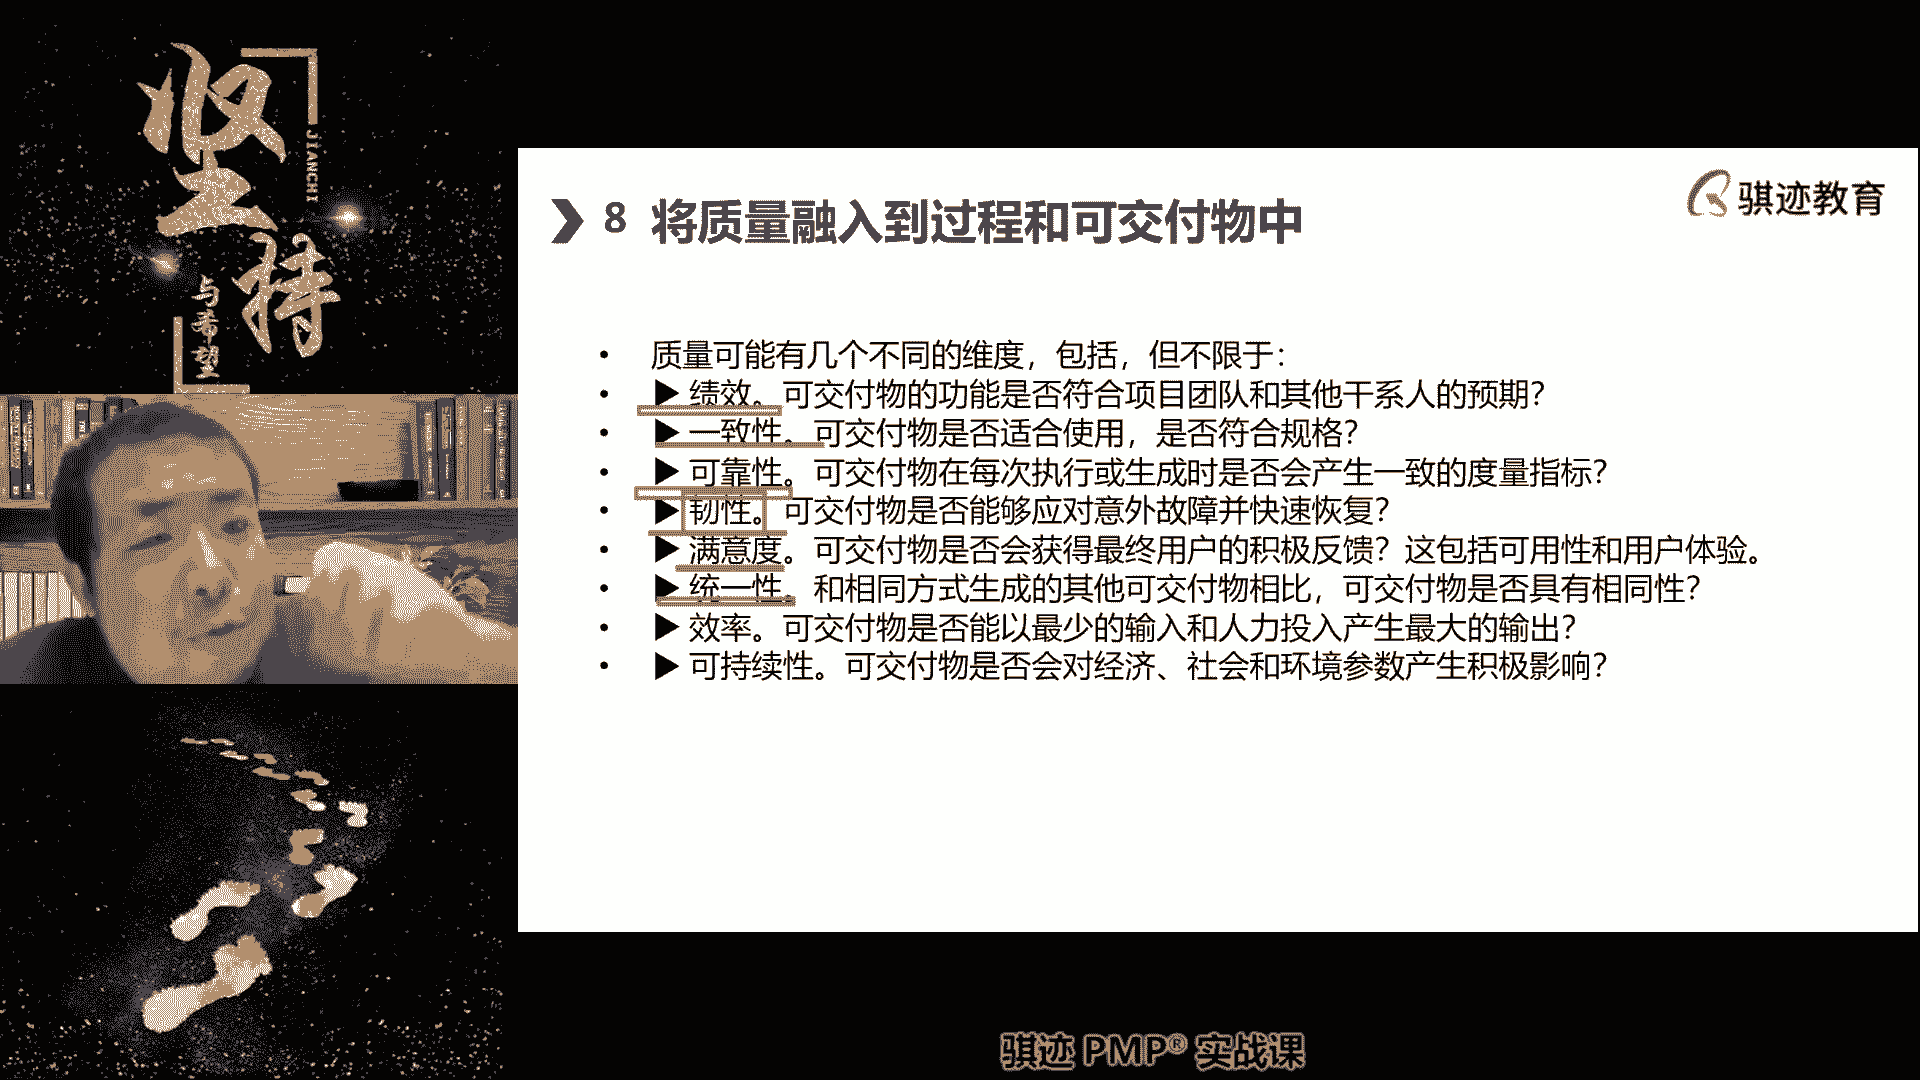 坚持
JIANCHI
与希望
骐迹教育
8 将质量融入到过程和可交付物中
• 质量可能有几个不同的维度，包括，但不限于：
• ▶ 绩效。可交付物的功能是否符合项目团队和其他干系人的预期？
• ▶ 一致性。可交付物是否适合使用，是否符合规格？
• ▶ 可靠性。可交付物在每次执行或生成时是否会产生一致的度量指标？
• ▶ 韧性。可交付物是否能够应对意外故障并快速恢复？
• ▶ 满意度。可交付物是否会获得最终用户的积极反馈？这包括可用性和用户体验。
• ▶ 统一性。和相同方式生成的其他可交付物相比，可交付物是否具有相同性？
• ▶ 效率。可交付物是否能以最少的输入和人力投入产生最大的输出？
• ▶ 可持续性。可交付物是否会对经济、社会和环境参数产生积极影响？
骐迹 PMP® 实战课